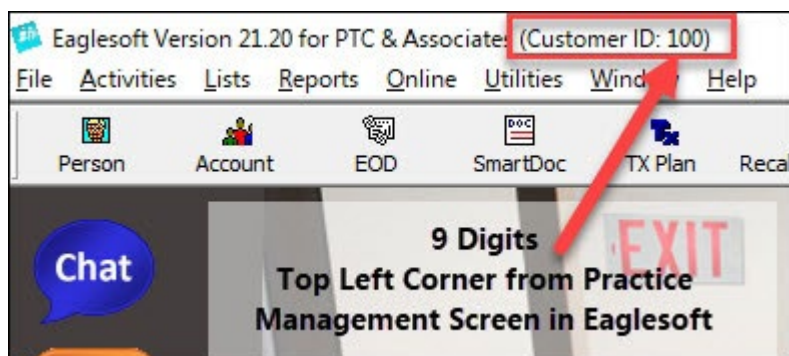 Eaglesoft Version 21.20 for PTC & Associates (Customer ID: 100)
File Activities Lists Reports Online Utilities Window Help
Person Account EOD SmartDoc TX Plan
Chat
9 Digits
EXIT
Top Left Corner from Practice
Management Screen in Eaglesoft